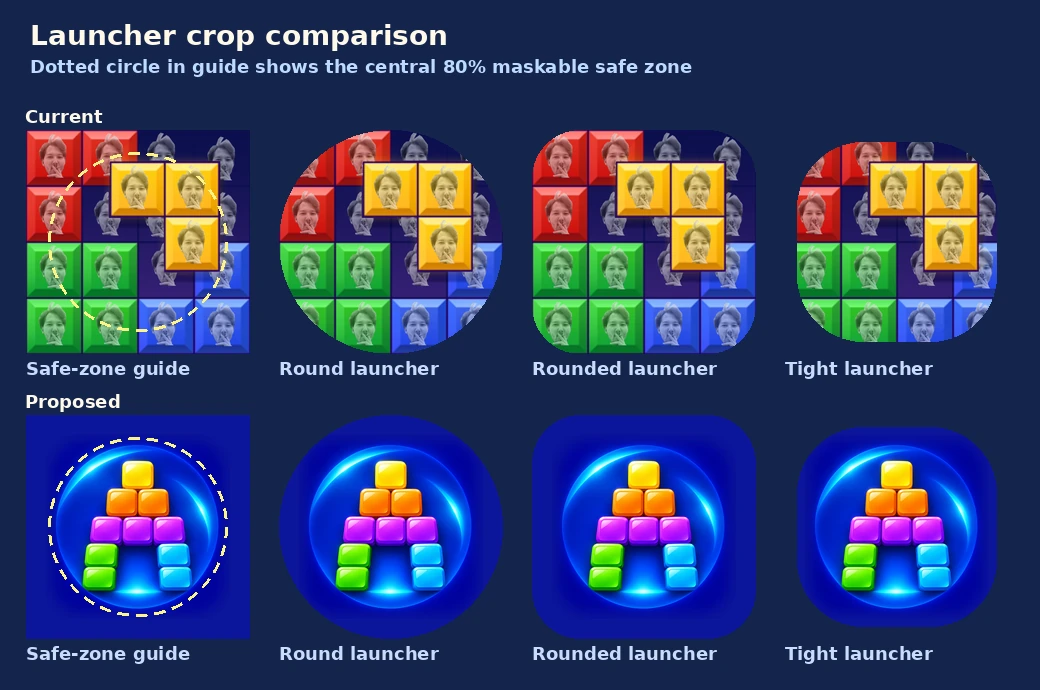 Launcher crop comparison
Dotted circle in guide shows the central 80% maskable safe zone
Current
Safe-zone guide
Round launcher
Rounded launcher
Tight launcher
Proposed
Safe-zone guide
Round launcher
Rounded launcher
Tight launcher